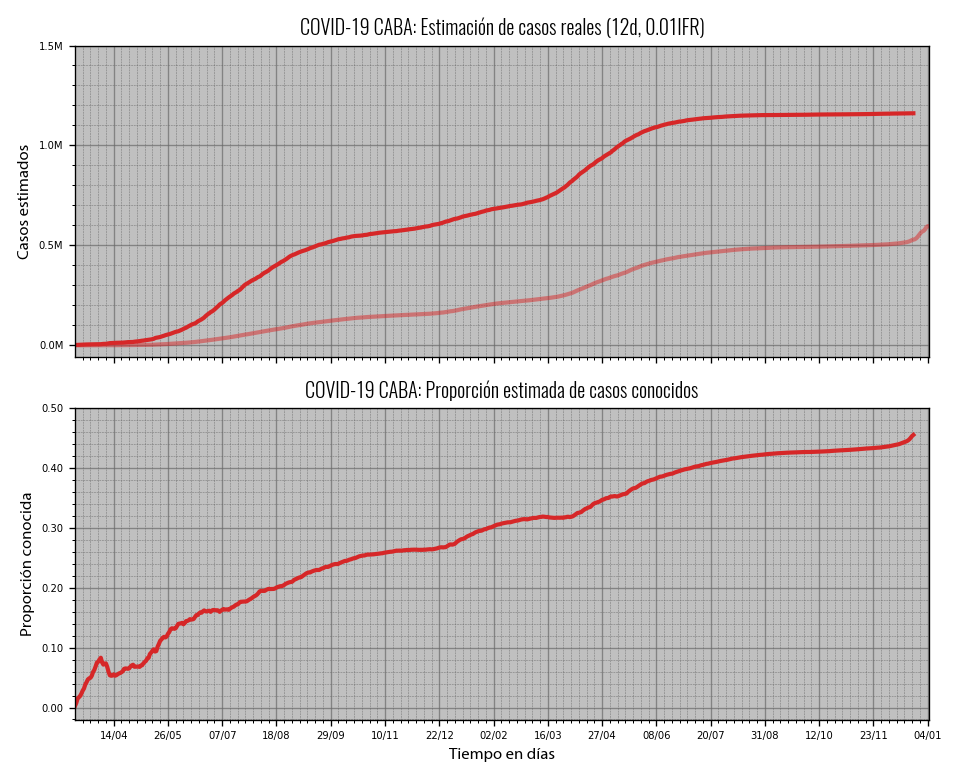 COVID-19 CABA: Estimación de casos reales (12d, 0.01IFR)
1.5M
1.0M
0.5M
0.0M
Casos estimados
COVID-19 CABA: Proporción estimada de casos conocidos
0.50
0.40
0.30
0.20
0.10
0.00
Proporción conocida
14/04 26/05 07/07 18/08 29/09 10/11 22/12 02/02 16/03 27/04 08/06 20/07 31/08 12/10 23/11 04/01
Tiempo en días